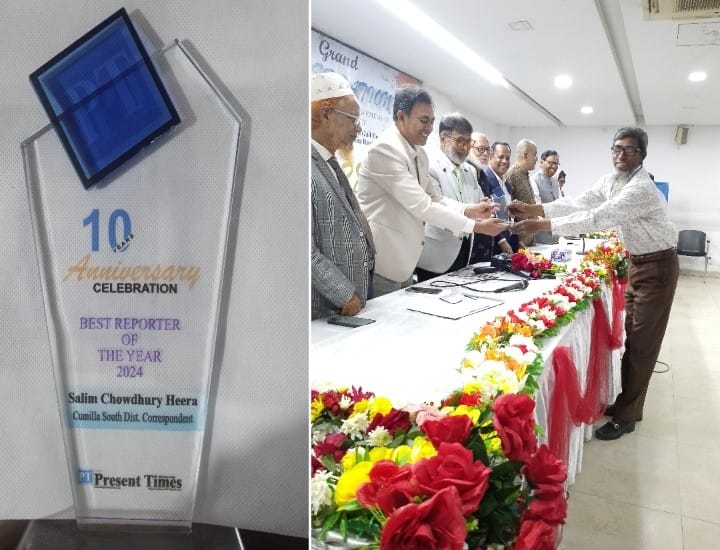 PT
10
YEARS
Anniversary
CELEBRATION
BEST REPORTER
OF
THE YEAR
2024
Salim Chowdhury Heera
Cumilla South Dist. Correspondent
PT Present Times
Grand